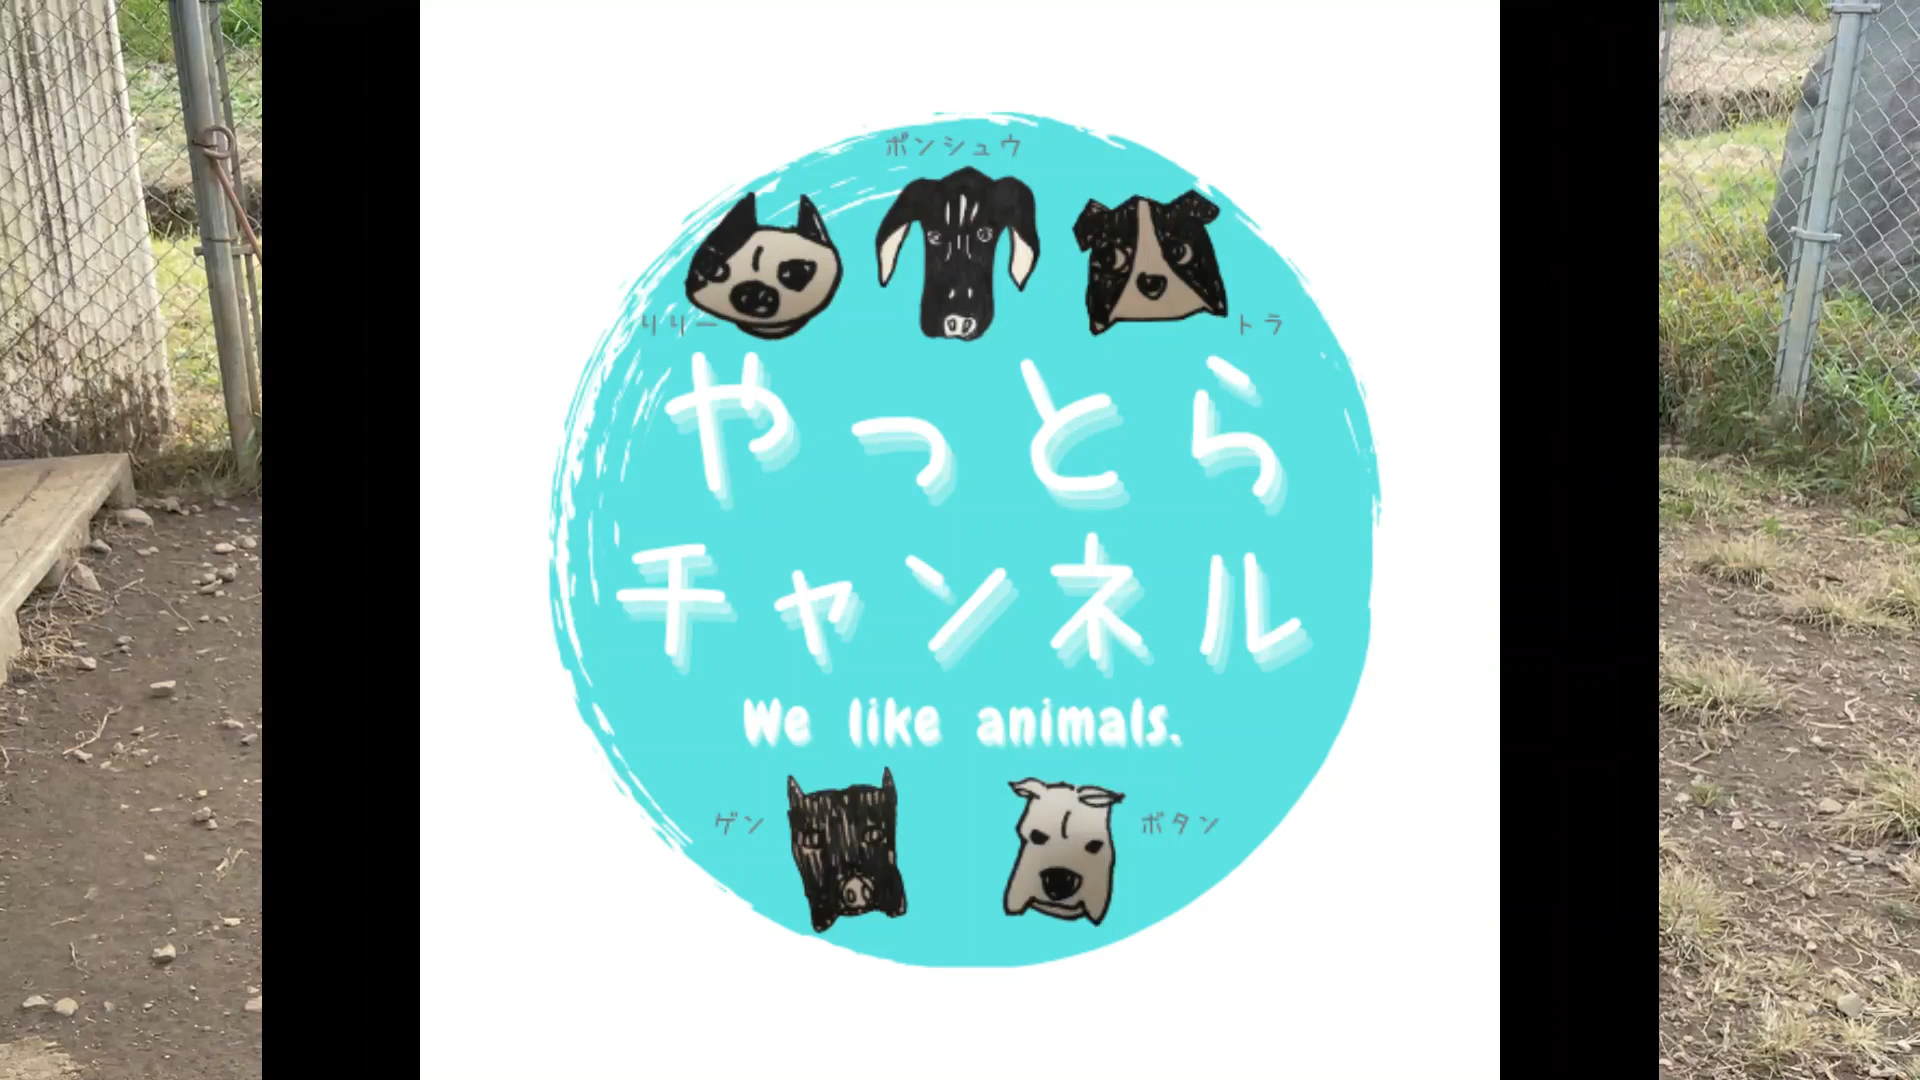 ポンシュウ
リリー
トラ
やっとら
チャンネル
We like animals.
ゲン
ボタン